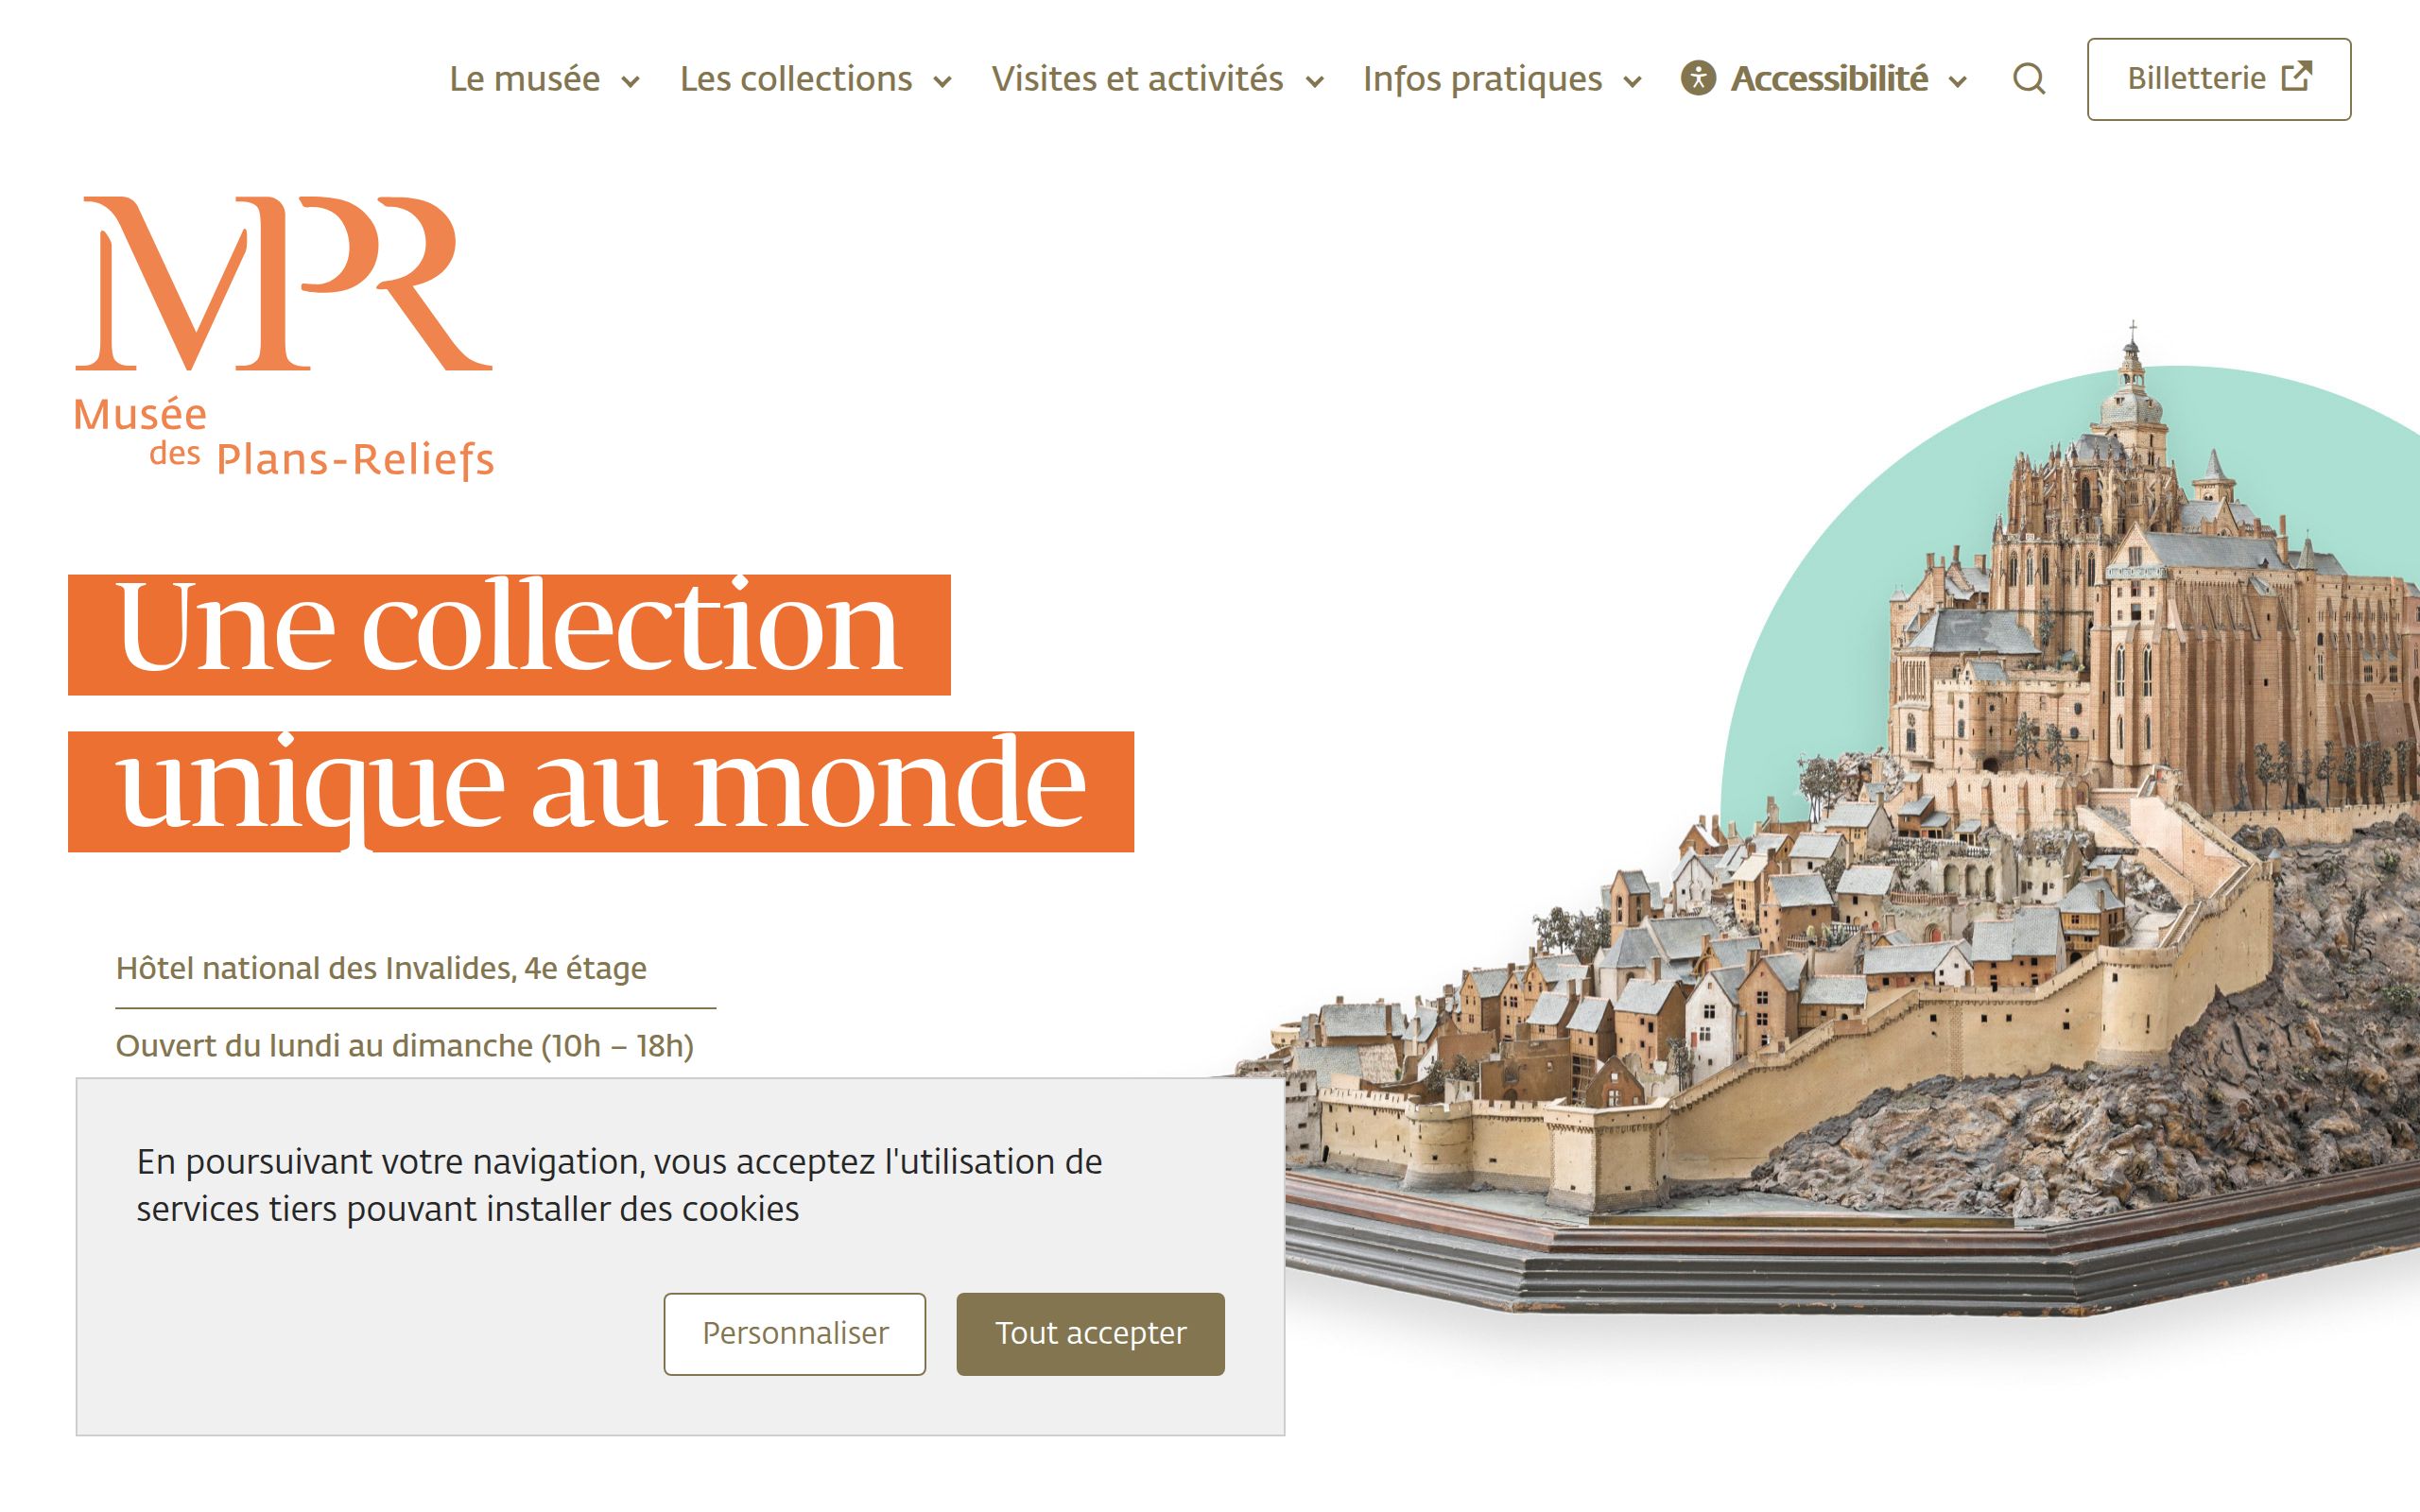 Le musée
Les collections
Visites et activités
Infos pratiques
Accessibilité
Billetterie
MPR
Musée
des Plans-Reliefs
Une collection
unique au monde
Hôtel national des Invalides, 4e étage
Ouvert du lundi au dimanche (10h – 18h)
En poursuivant votre navigation, vous acceptez l'utilisation de
services tiers pouvant installer des cookies
Personnaliser
Tout accepter